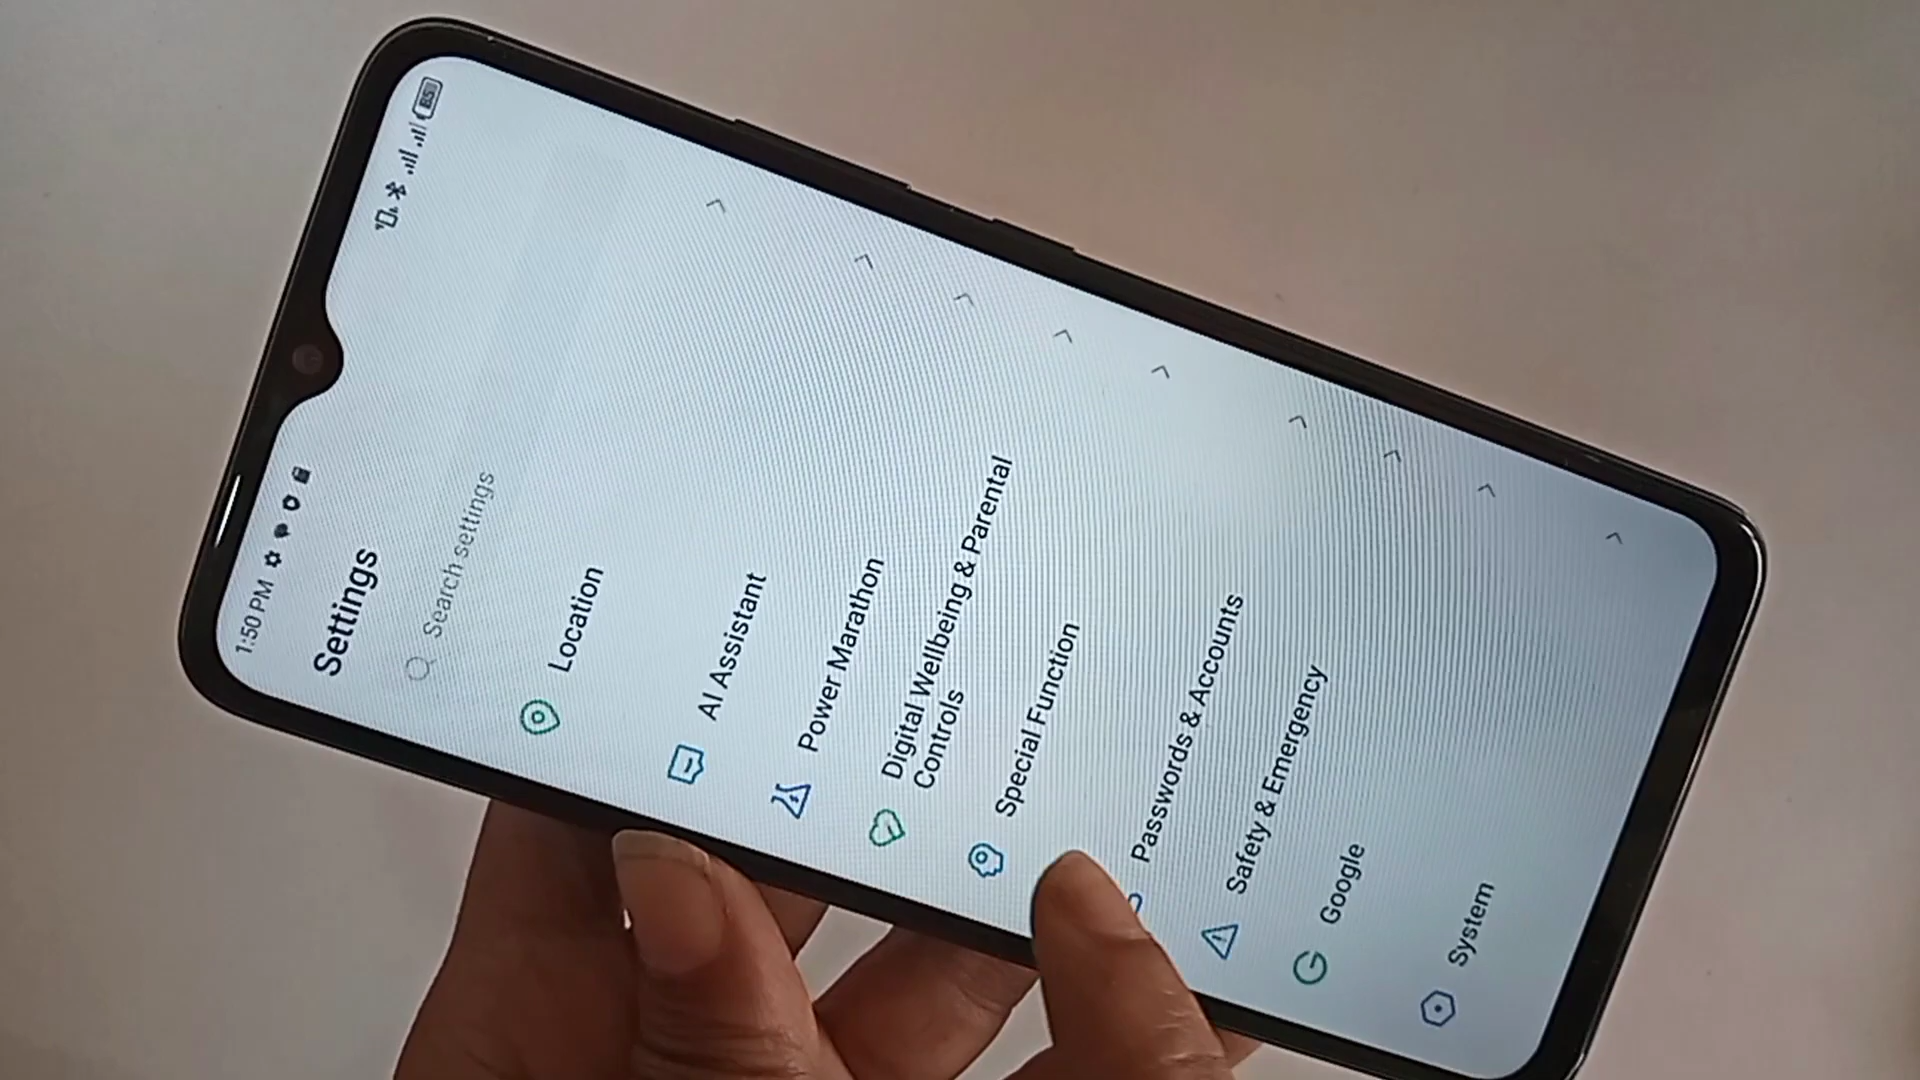 1:50 PM
85
Settings
Search settings
Location
AI Assistant
Power Marathon
Digital Wellbeing & Parental
Controls
Special Function
Passwords & Accounts
Safety & Emergency
Google
System